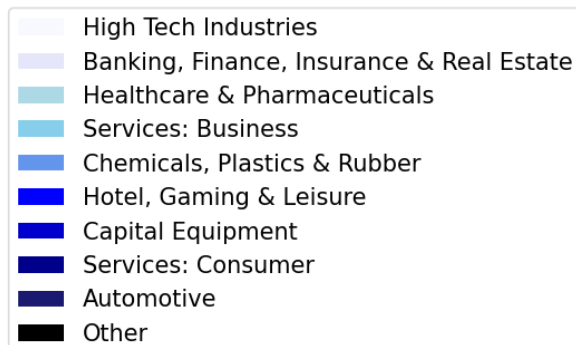 High Tech Industries
Banking, Finance, Insurance & Real Estate
Healthcare & Pharmaceuticals
Services: Business
Chemicals, Plastics & Rubber
Hotel, Gaming & Leisure
Capital Equipment
Services: Consumer
Automotive
Other